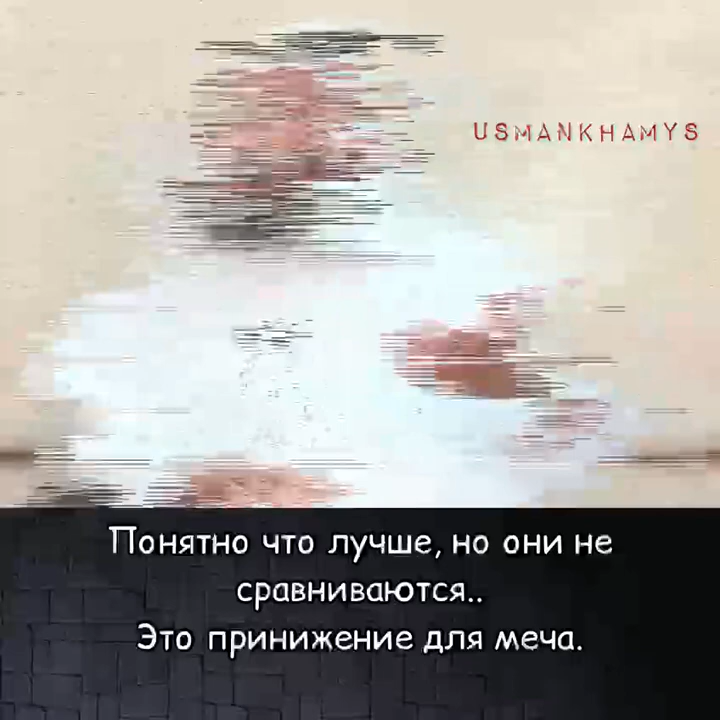 USMANKHAMYS
Понятно что лучше, но они не
сравниваются..
Это принижение для меча.